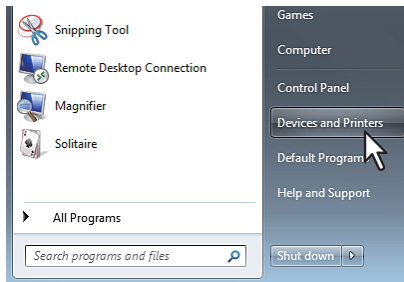 Snipping Tool
Remote Desktop Connection
Magnifier
Solitaire
All Programs
Search programs and files
Games
Computer
Control Panel
Devices and Printers
Default Program
Help and Support
Shut down